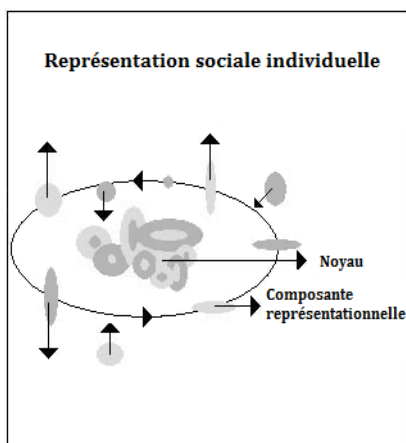 Représentation sociale individuelle
Noyau
Composante
représentationnelle